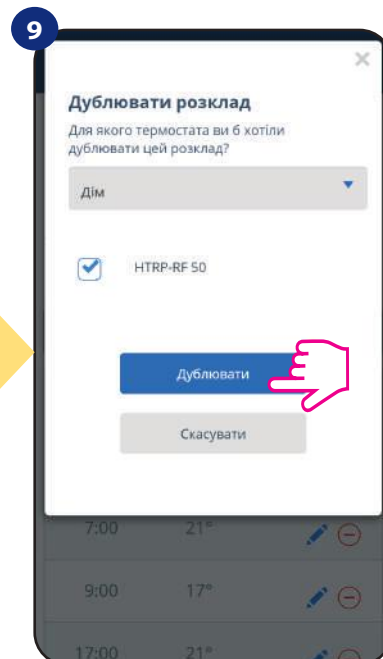 9
Дублювати розклад
Для якого термостата ви б хотіли
дублювати цей розклад?
Дім
HTRP-RF 50
Дублювати
Скасувати
7:00 21°
9:00 17°
17:00 21°